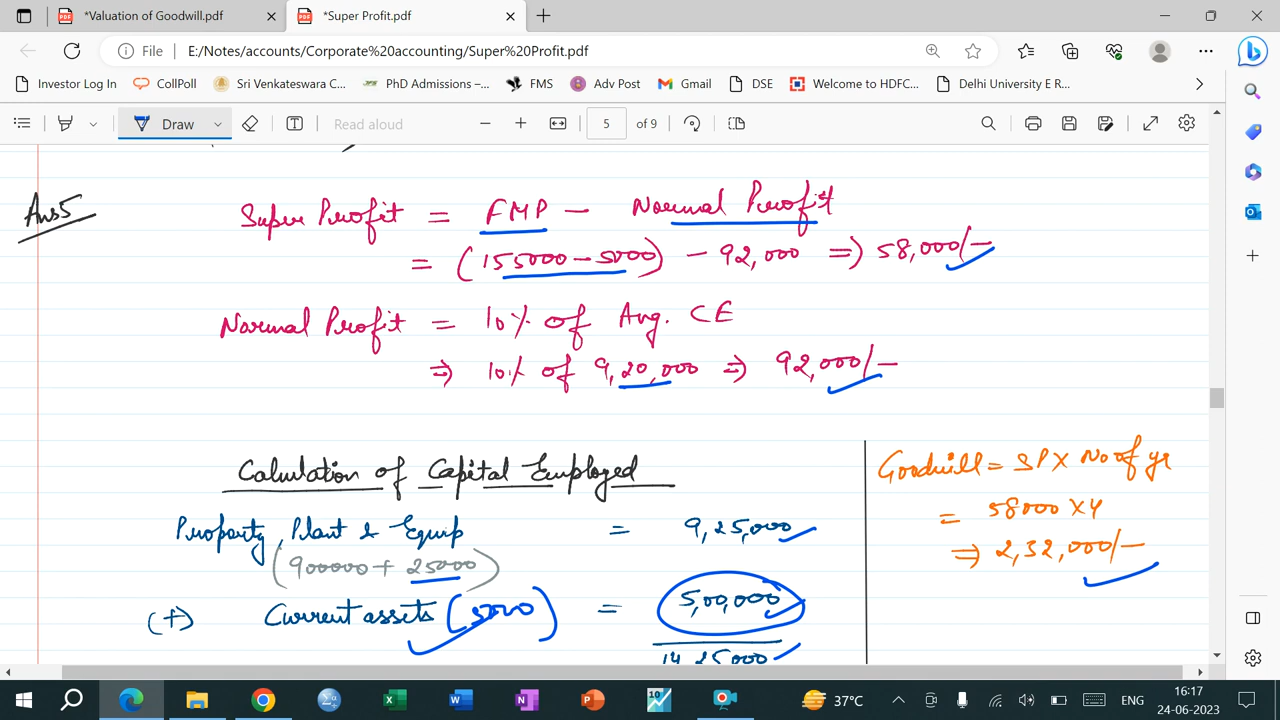 *Valuation of Goodwill.pdf
*Super Profit.pdf
File E:/Notes/accounts/Corporate%20accounting/Super%20Profit.pdf
Investor Log In CollPoll Sri Venkateswara C... PhD Admissions –... FMS Adv Post Gmail DSE Welcome to HDFC... Delhi University E R...
Draw Read aloud 5 of 9
Ans5
Super Profit = FMP - Normal Profit
= (155000 - 5000) - 92,000 ⇒ 58,000/-
Normal Profit = 10% of Avg. CE
⇒ 10% of 9,20,000 ⇒ 92,000/-
Calculation of Capital Employed
Property, Plant & Equip = 9,25,000
(900000 + 25000)
(+) Current assets (5000) = 5,00,000
1425000
Goodwill = SP X No of yr
= 58000 X 4
⇒ 2,32,000/-
37°C ENG 16:17
24-06-2023